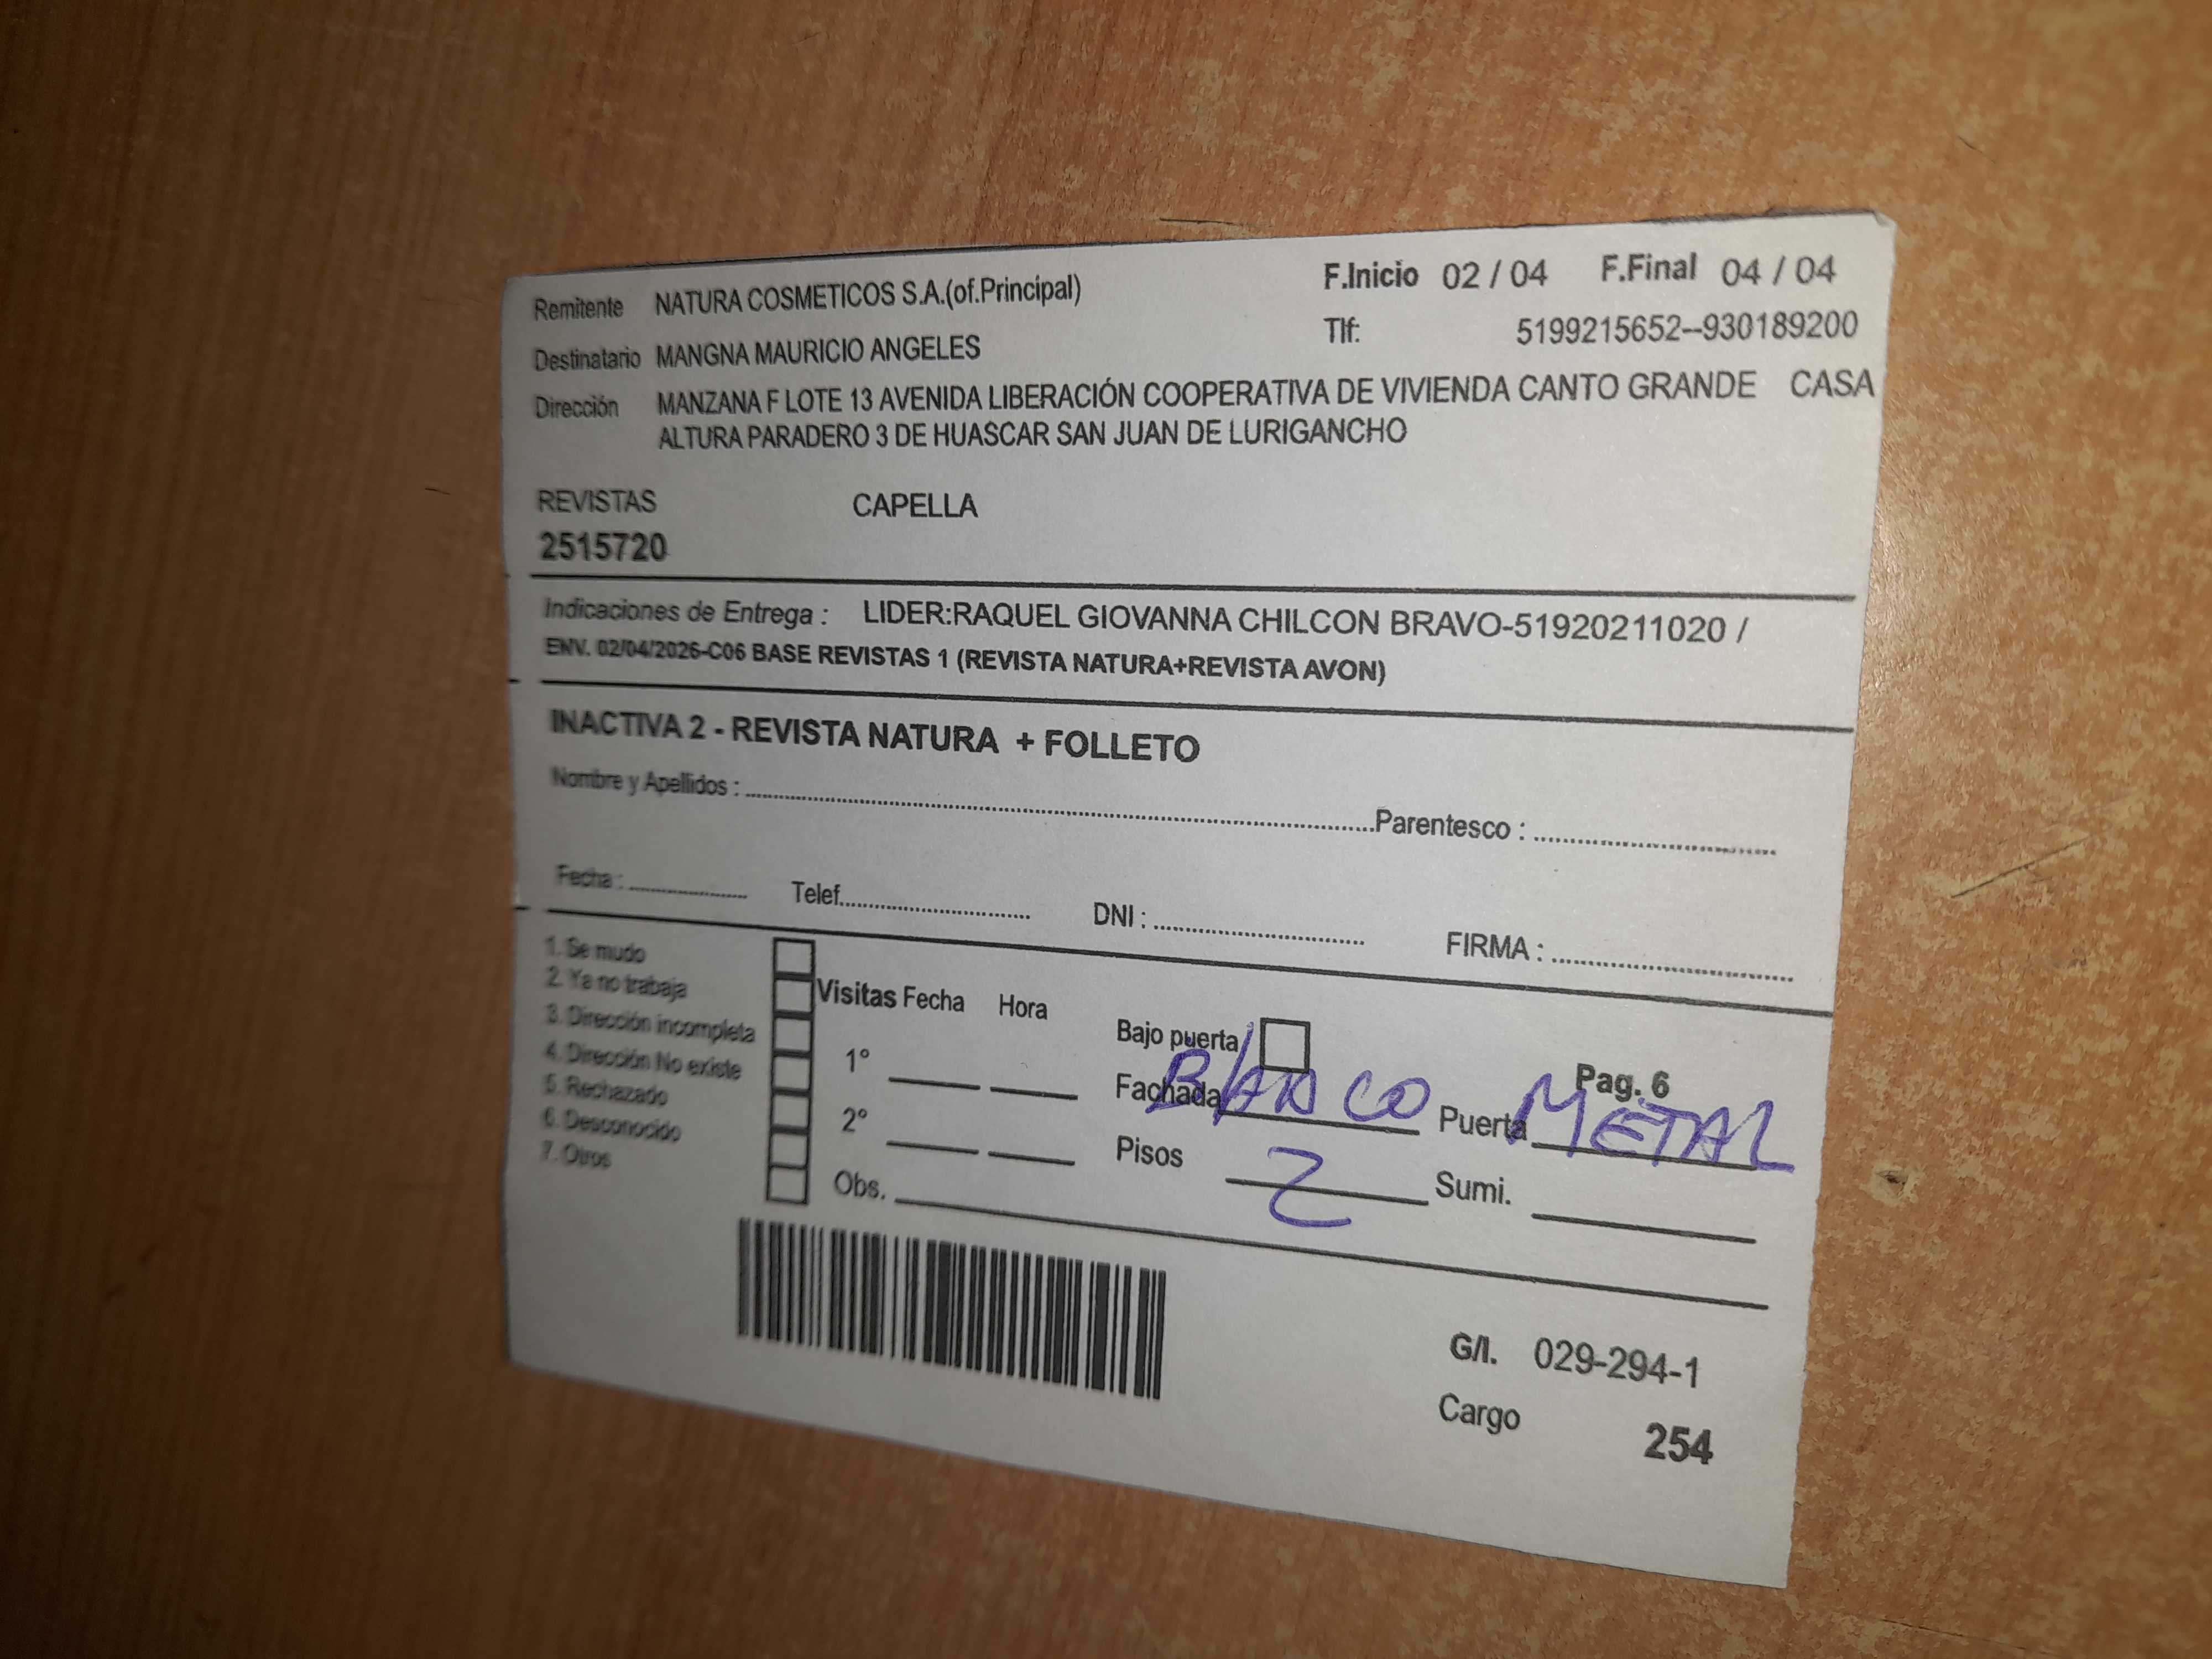 Remitente NATURA COSMETICOS S.A.(of.Principal) F.Inicio 02 / 04 F.Final 04 / 04
Destinatario MANGNA MAURICIO ANGELES Tlf: 5199215652--930189200
Dirección MANZANA F LOTE 13 AVENIDA LIBERACIÓN COOPERATIVA DE VIVIENDA CANTO GRANDE CASA
ALTURA PARADERO 3 DE HUASCAR SAN JUAN DE LURIGANCHO
REVISTAS CAPELLA
2515720
Indicaciones de Entrega : LIDER:RAQUEL GIOVANNA CHILCON BRAVO-51920211020 /
ENV. 02/04/2026-C06 BASE REVISTAS 1 (REVISTA NATURA+REVISTA AVON)
INACTIVA 2 - REVISTA NATURA + FOLLETO
Nombre y Apellidos : Parentesco :
Fecha : Telef. DNI : FIRMA :
1. Se mudo
2. Ya no trabaja
3. Dirección incompleta
4. Dirección No existe
5. Rechazado
6. Desconocido
7. Otros
Visitas Fecha Hora
1°
2°
Obs.
Bajo puerta
Pag. 6
Fachada BlANCO Puerta METAL
Pisos 2 Sumi.
G/I. 029-294-1
Cargo 254